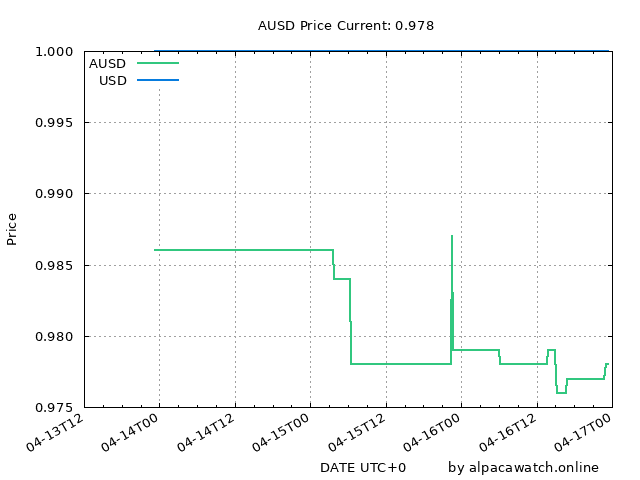 AUSD Price Current: 0.978
1.000
AUSD
USD
0.995
0.990
Price
0.985
0.980
0.975
04-13T12 04-14T00 04-14T12 04-15T00 04-15T12 04-16T00 04-16T12 04-17T00
DATE UTC+0 by alpacawatch.online